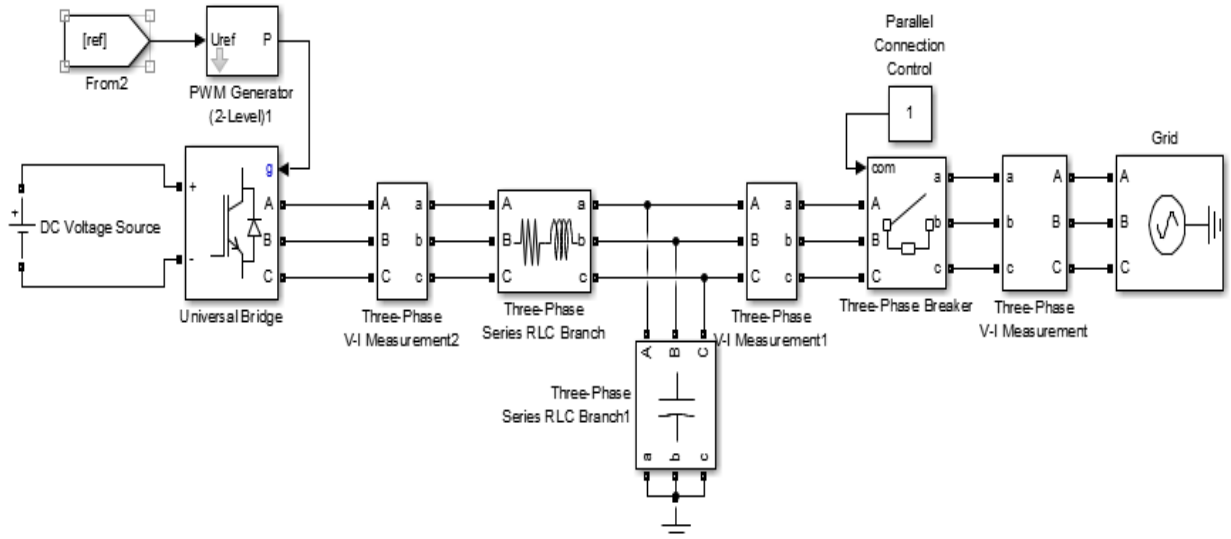 [ref]
From2
Uref P
PWM Generator
(2-Level)1
Parallel
Connection
Control
1
Grid
g
+
-
A
B
C
DC Voltage Source
+
Universal Bridge
A a
B b
C c
Three-Phase
V-I Measurement2
A a
B b
C c
Three-Phase
Series RLC Branch
A a
B b
C c
Three-Phase
V-I Measurement1
com
A a
B b
C c
Three-Phase Breaker
a A
b B
c C
Three-Phase
V-I Measurement
A
B
C
A B C
Three-Phase
Series RLC Branch1
a b c